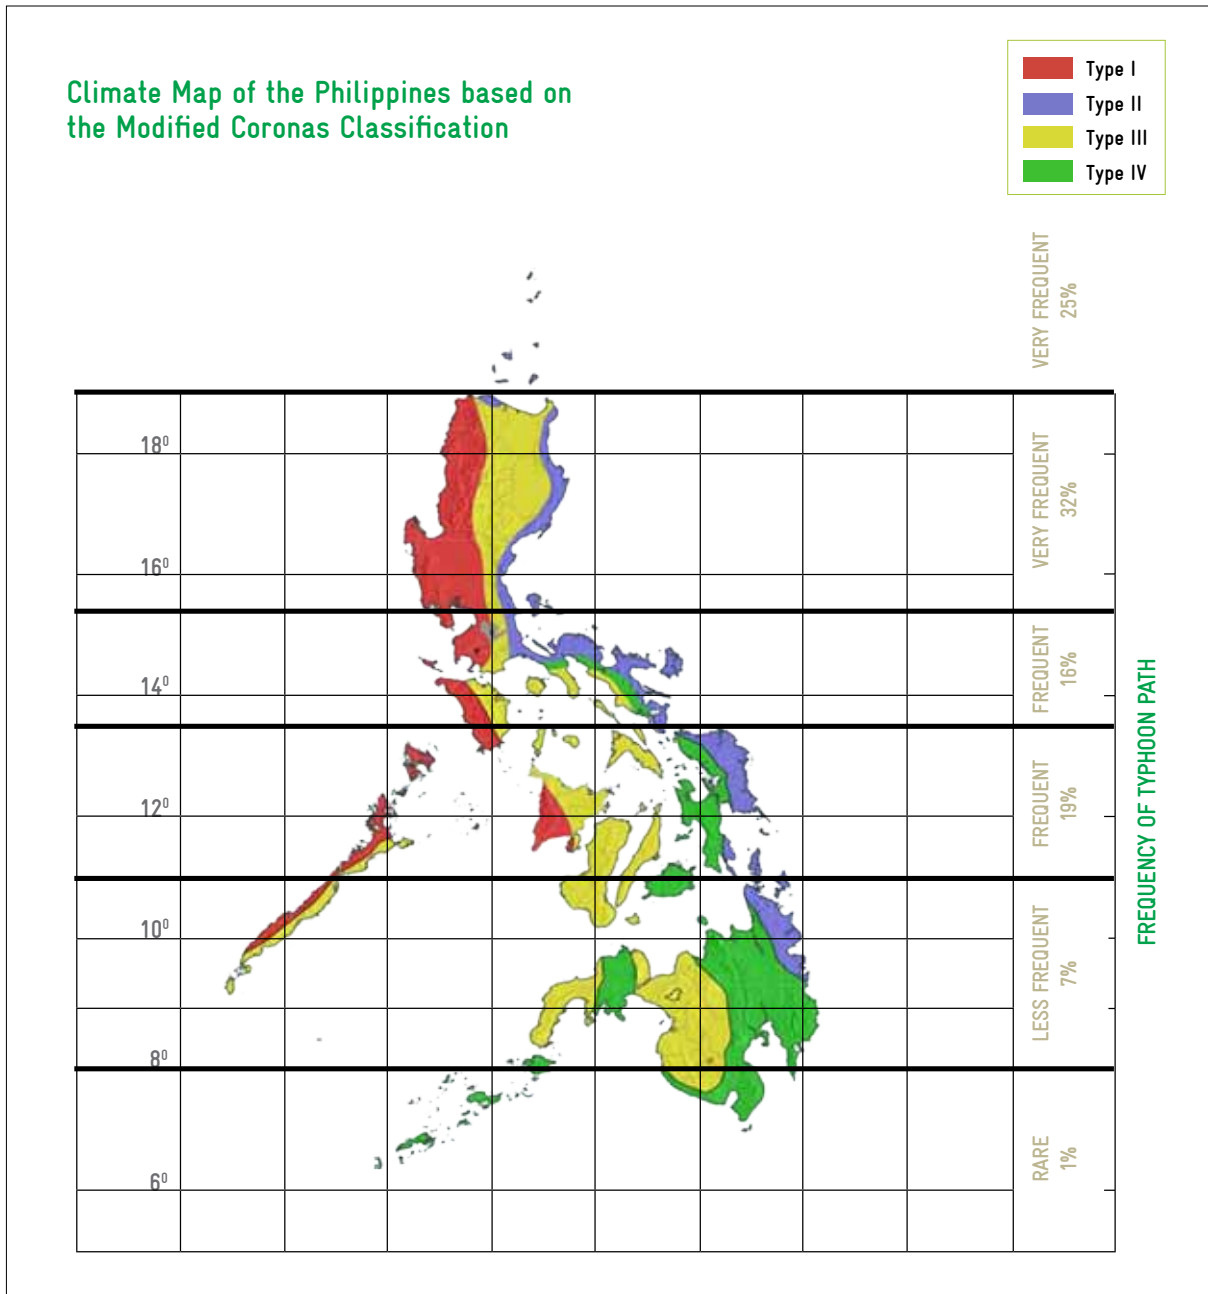 Climate Map of the Philippines based on
the Modified Coronas Classification
Type I
Type II
Type III
Type IV
VERY FREQUENT
25%
18⁰
VERY FREQUENT
32%
16⁰
FREQUENT
16%
14⁰
FREQUENT
19%
12⁰
LESS FREQUENT
7%
10⁰
8⁰
RARE
1%
6⁰
FREQUENCY OF TYPHOON PATH